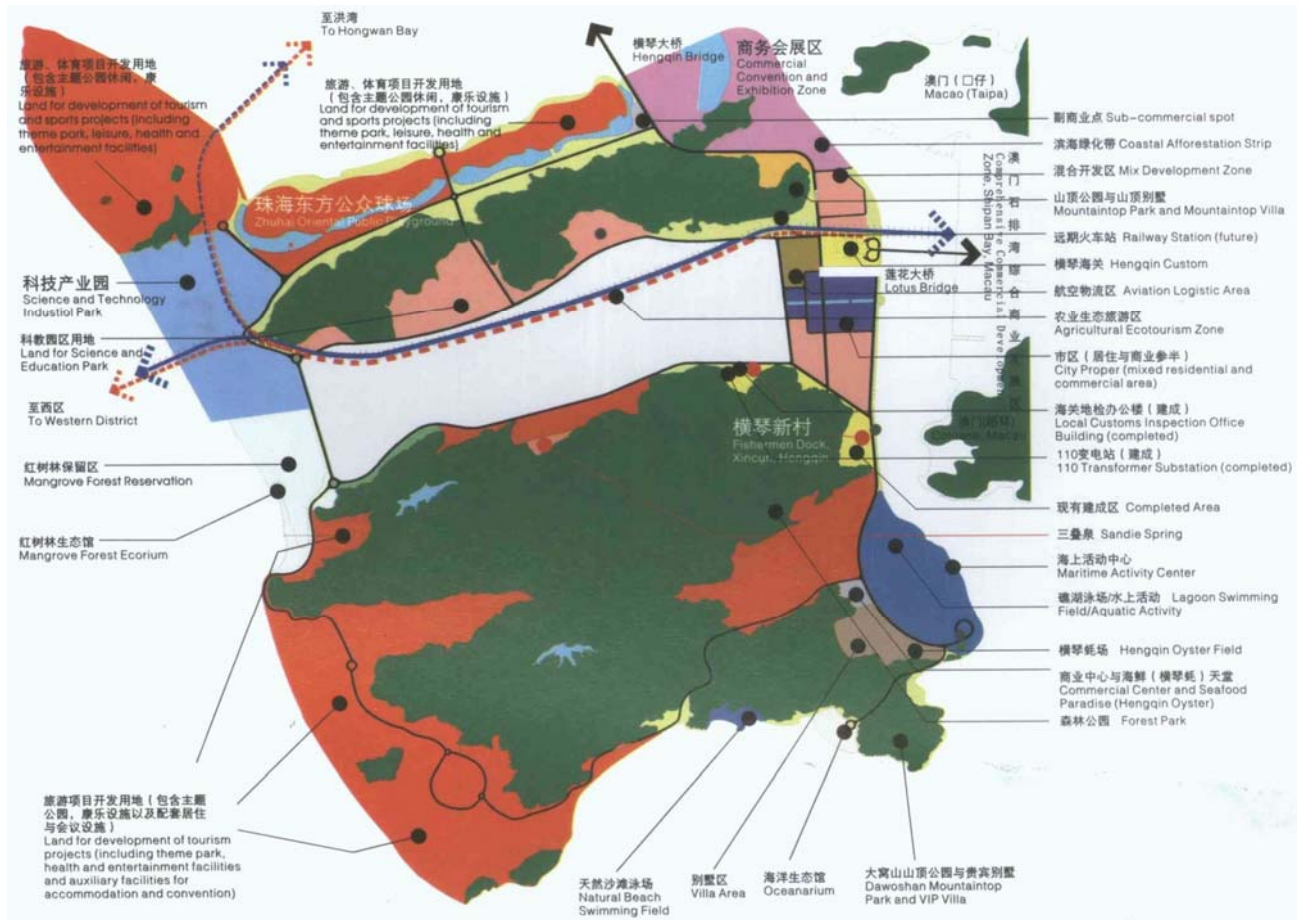 至洪湾
To Hongwan Bay
旅游、体育项目开发用地
（包含主题公园休闲，康
乐设施）
Land for development of tourism
and sports projects (including
theme park, leisure, health and
entertainment facilities)
旅游、体育项目开发用地
（包含主题公园休闲，康乐设施）
Land for development of tourism
and sports projects (including
theme park, leisure, health and
entertainment facilities)
横琴大桥
Hengqin Bridge
商务会展区
Commercial
Convention and
Exhibition Zone
澳门（口仔）
Macao (Taipa)
珠海东方公众球场
Zhuhai Oriental Public Playground
科技产业园
Science and Technology
Industiol Park
科教园区用地
Land for Science and
Education Park
至西区
To Western District
红树林保留区
Mangrove Forest Reservation
红树林生态馆
Mangrove Forest Ecorium
旅游项目开发用地（包含主题
公园，康乐设施以及配套居住
与会议设施）
Land for development of tourism
projects (including theme park,
health and entertainment facilities
and auxiliary facilities for
accommodation and convention)
莲花大桥
Lotus Bridge
横琴新村
Fishermen Dock,
Xincun, Hengqin
副商业点 Sub-commercial spot
滨海绿化带 Coastal Afforestation Strip
混合开发区 Mix Development Zone
山顶公园与山顶别墅
Mountaintop Park and Mountaintop Villa
远期火车站 Railway Station (future)
横琴海关 Hengqin Custom
航空物流区 Aviation Logistic Area
农业生态旅游区
Agricultural Ecotourism Zone
市区（居住与商业参半）
City Proper (mixed residential and
commercial area)
海关地检办公楼（建成）
Local Customs Inspection Office
Building (completed)
110变电站（建成）
110 Transformer Substation (completed)
现有建成区 Completed Area
三叠泉 Sandie Spring
海上活动中心
Maritime Activity Center
礁湖泳场/水上活动 Lagoon Swimming
Field/Aquatic Activity
横琴蚝场 Hengqin Oyster Field
商业中心与海鲜（横琴蚝）天堂
Commercial Center and Seafood
Paradise (Hengqin Oyster)
森林公园 Forest Park
Comprehensive Commercial Development
Zone, Shipan Bay, Macau
澳门石排湾综合商业
天然沙滩泳场
Natural Beach
Swimming Field
别墅区
Villa Area
海洋生态馆
Oceanarium
大窝山山顶公园与贵宾别墅
Dawoshan Mountaintop
Park and VIP Villa